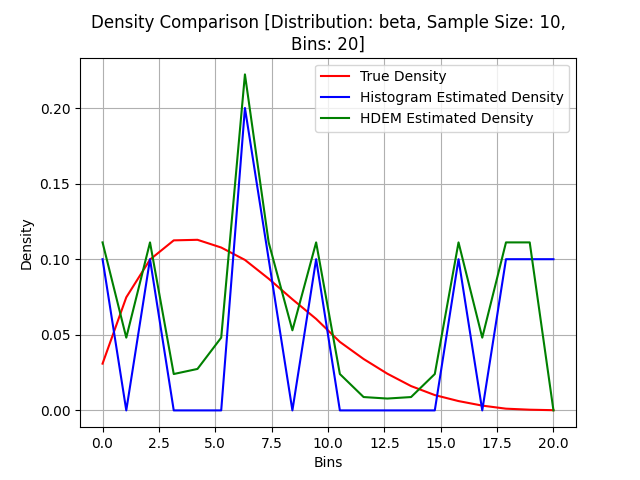 Density Comparison [Distribution: beta, Sample Size: 10,
Bins: 20]
True Density
Histogram Estimated Density
HDEM Estimated Density
Density
0.20
0.15
0.10
0.05
0.00
0.0 2.5 5.0 7.5 10.0 12.5 15.0 17.5 20.0
Bins